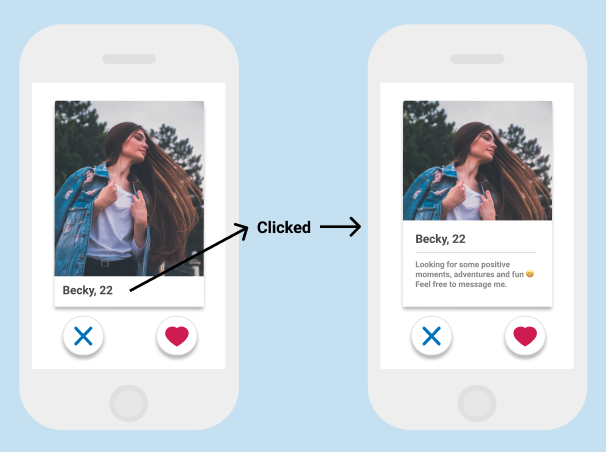 Becky, 22
Clicked
Becky, 22
Looking for some positive
moments, adventures and fun 😄
Feel free to message me.